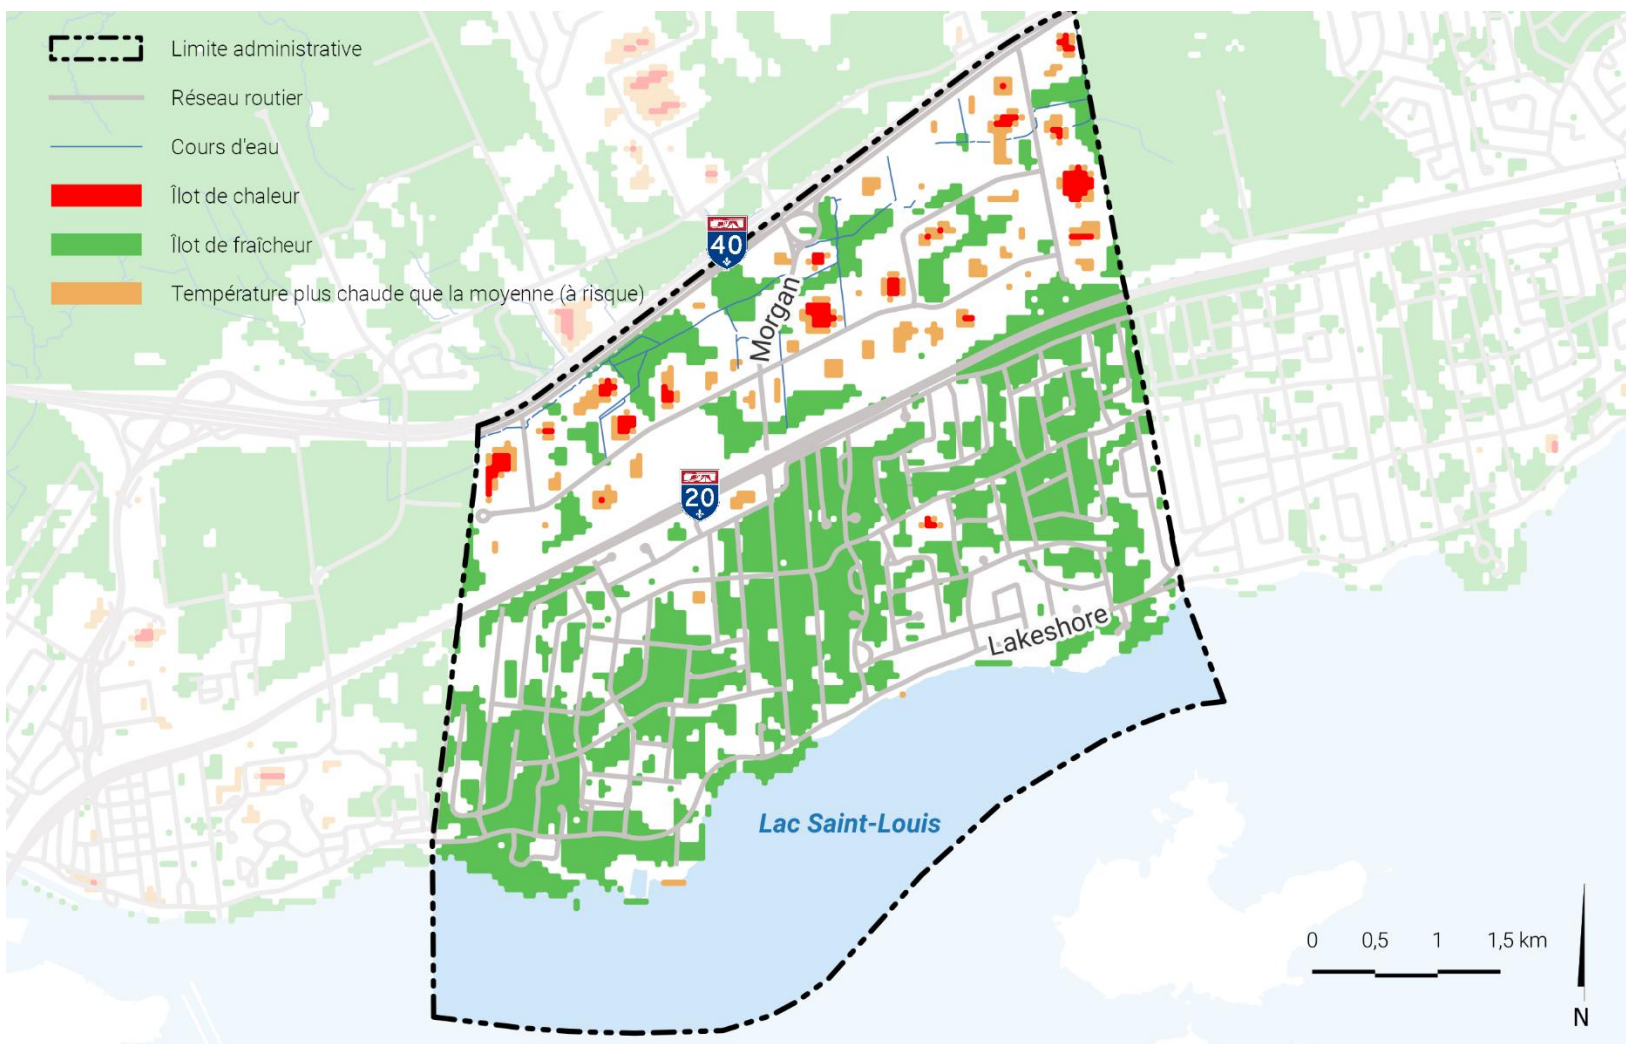 Limite administrative
Réseau routier
Cours d'eau
Îlot de chaleur
Îlot de fraîcheur
Température plus chaude que la moyenne (à risque)
40
Morgan
20
Lakeshore
Lac Saint-Louis
0 0,5 1 1,5 km
N